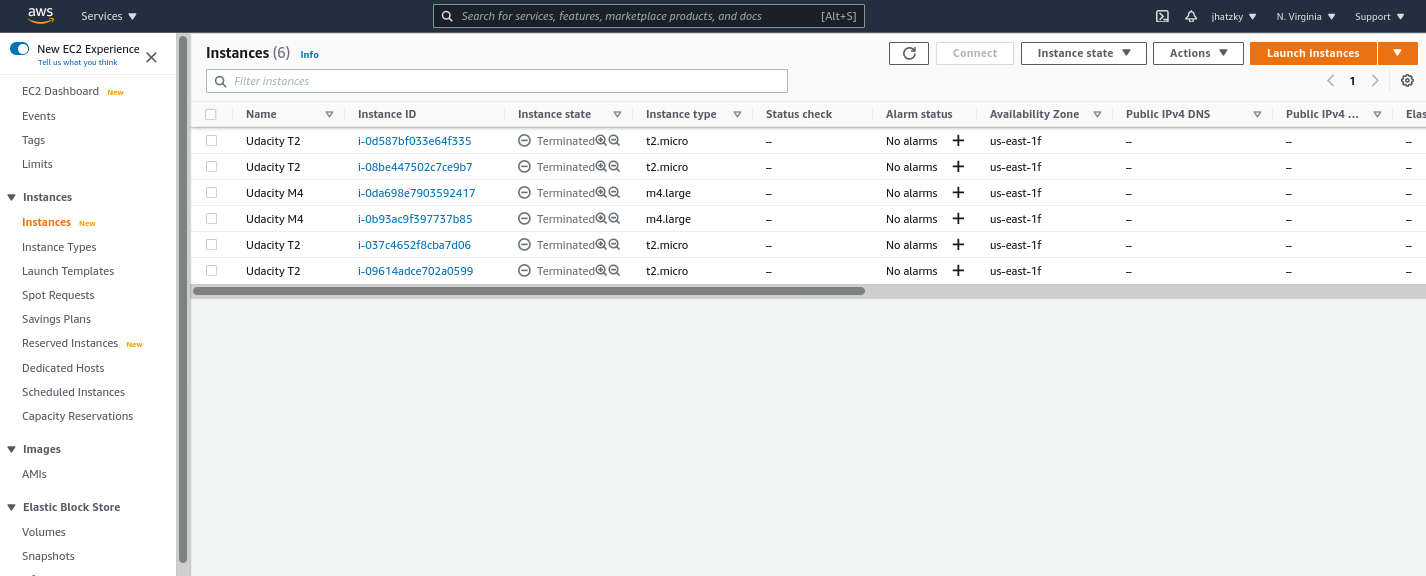 aws Services Search for services, features, marketplace products, and docs [Alt+S] jhatzky N. Virginia Support
New EC2 Experience
Tell us what you think
EC2 Dashboard New
Events
Tags
Limits
Instances
Instances New
Instance Types
Launch Templates
Spot Requests
Savings Plans
Reserved Instances New
Dedicated Hosts
Scheduled Instances
Capacity Reservations
Images
AMIs
Elastic Block Store
Volumes
Snapshots
Instances (6) Info Connect Instance state Actions Launch instances
Filter instances 1
Name Instance ID Instance state Instance type Status check Alarm status Availability Zone Public IPv4 DNS Public IPv4 ... Elas
Udacity T2 i-0d587bf033e64f335 Terminated t2.micro – No alarms + us-east-1f – – –
Udacity T2 i-08be447502c7ce9b7 Terminated t2.micro – No alarms + us-east-1f – – –
Udacity M4 i-0da698e7903592417 Terminated m4.large – No alarms + us-east-1f – – –
Udacity M4 i-0b93ac9f397737b85 Terminated m4.large – No alarms + us-east-1f – – –
Udacity T2 i-037c4652f8cba7d06 Terminated t2.micro – No alarms + us-east-1f – – –
Udacity T2 i-09614adce702a0599 Terminated t2.micro – No alarms + us-east-1f – – –